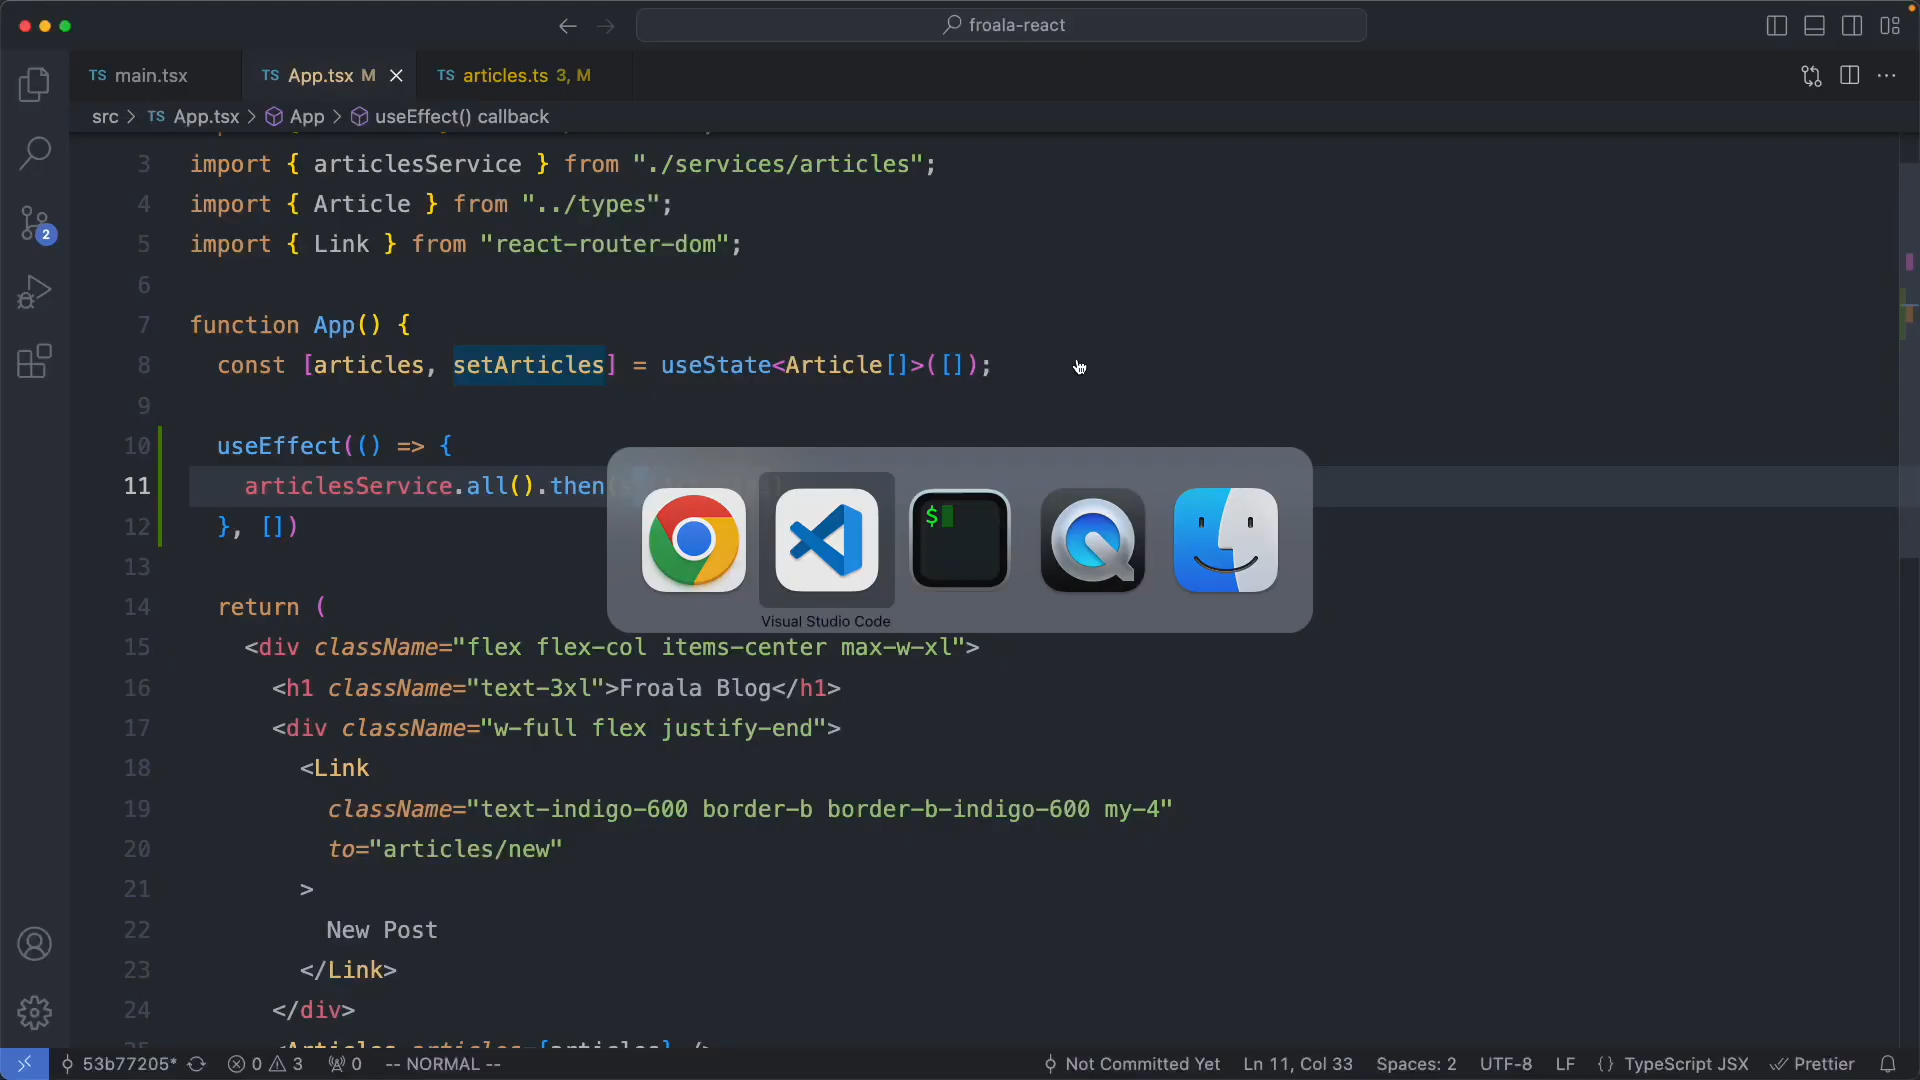 froala-react
TS main.tsx
TS App.tsx M
TS articles.ts 3, M
src > TS App.tsx > App > useEffect() callback
3 import { articlesService } from "./services/articles";
4 import { Article } from "../types";
5 import { Link } from "react-router-dom";
6
7 function App() {
8 const [articles, setArticles] = useState<Article[]>([]);
9
10 useEffect(() => {
11 articlesService.all().then(
12 }, [])
13
14 return (
15 <div className="flex flex-col items-center max-w-xl">
16 <h1 className="text-3xl">Froala Blog</h1>
17 <div className="w-full flex justify-end">
18 <Link
19 className="text-indigo-600 border-b border-b-indigo-600 my-4"
20 to="articles/new"
21 >
22 New Post
23 </Link>
24 </div>
<Articles articles={articles} />
2
$
Visual Studio Code
53b77205* 0 3 0 -- NORMAL -- Not Committed Yet Ln 11, Col 33 Spaces: 2 UTF-8 LF {} TypeScript JSX Prettier